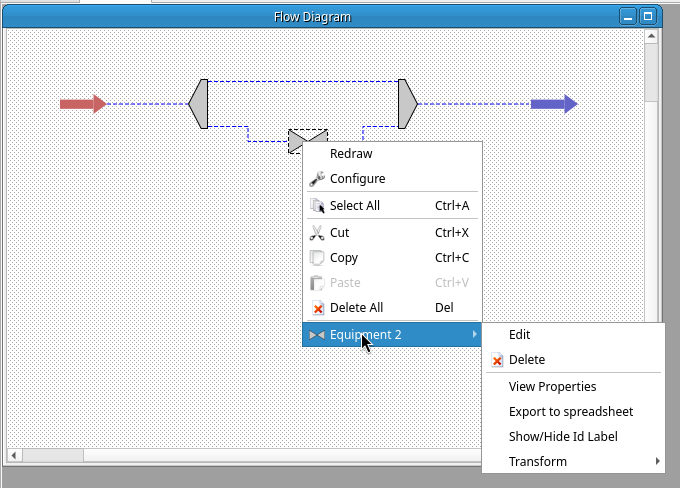 Flow Diagram
Redraw
Configure
Select All Ctrl+A
Cut Ctrl+X
Copy Ctrl+C
Paste Ctrl+V
Delete All Del
Equipment 2
Edit
Delete
View Properties
Export to spreadsheet
Show/Hide Id Label
Transform